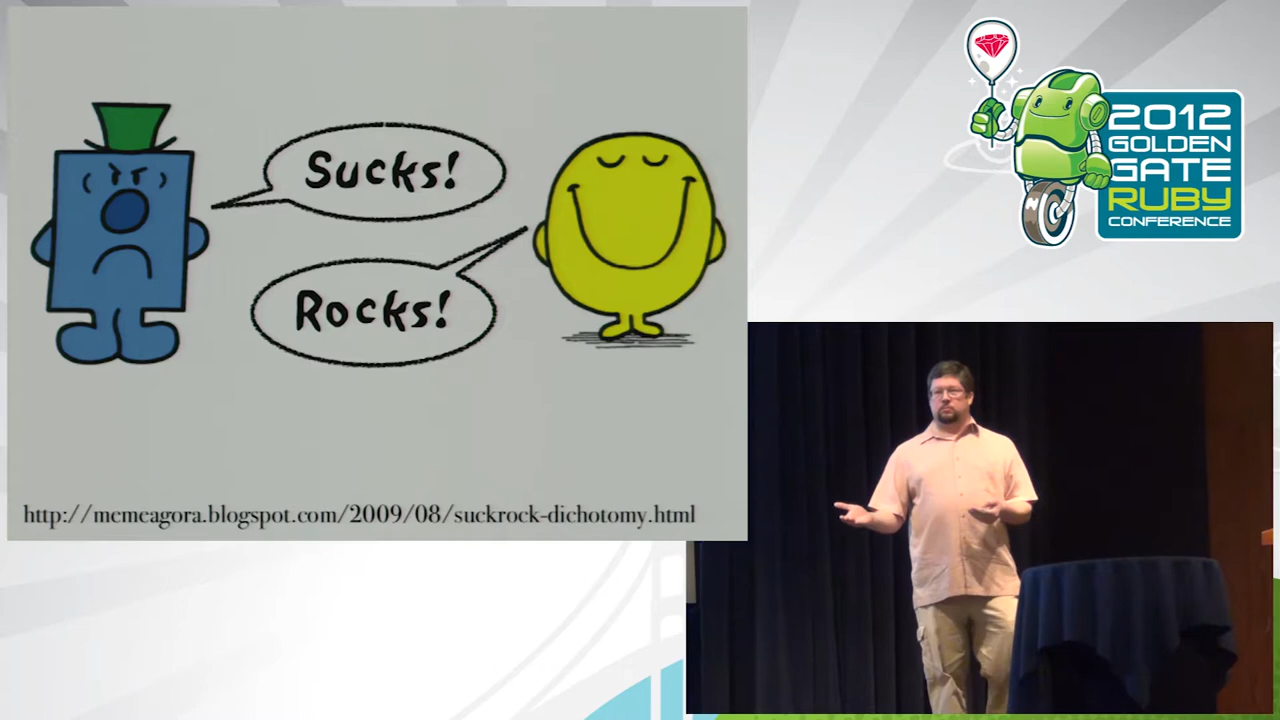 Sucks!
Rocks!
http://memeagora.blogspot.com/2009/08/suckrock-dichotomy.html
2012
GOLDEN
GATE
RUBY
CONFERENCE